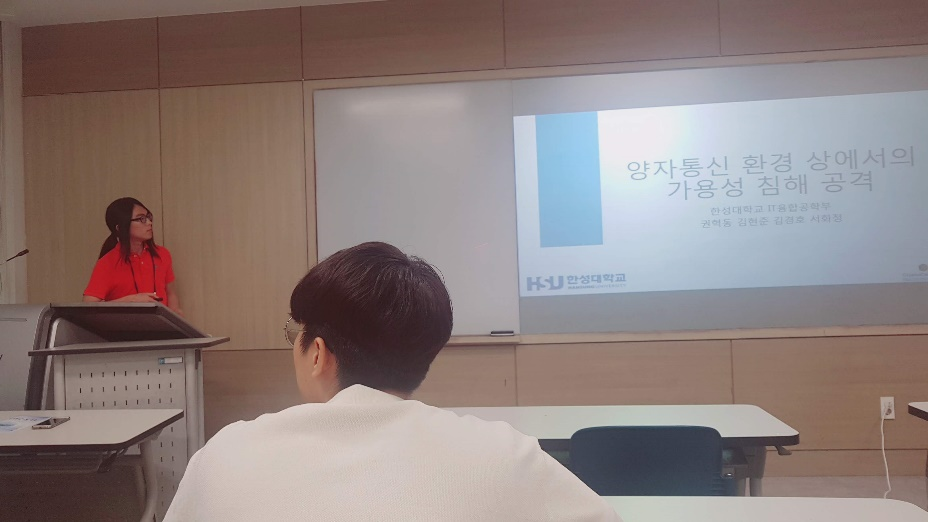 양자통신 환경 상에서의
가용성 침해 공격
한성대학교 IT융합공학부
권혁동 김현준 김경호 서화정
HSU 한성대학교